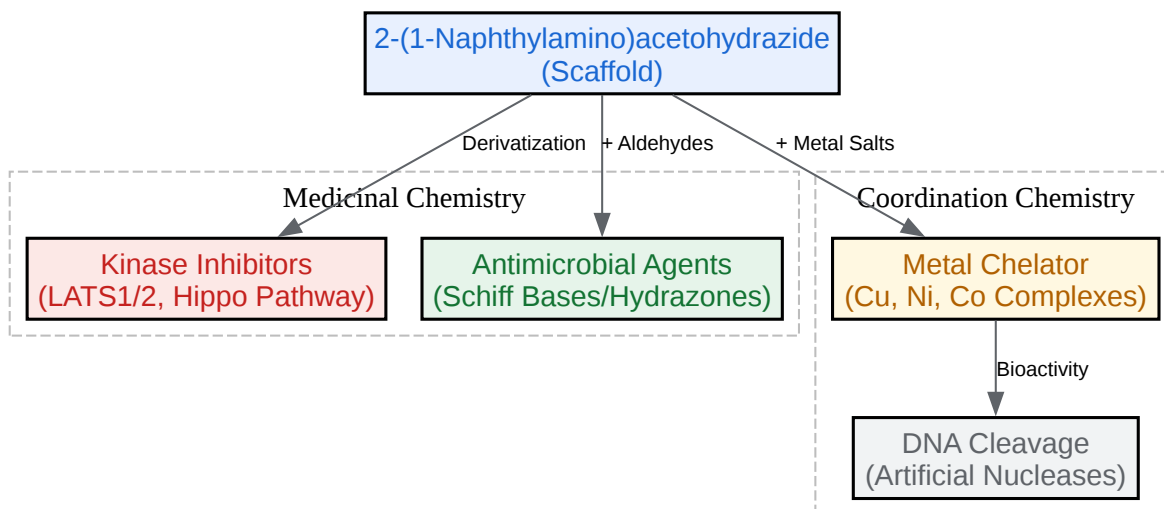 2-(1-Naphthylamino)acetohydrazide
(Scaffold)
Derivatization
+ Aldehydes
+ Metal Salts
Medicinal Chemistry
Coordination Chemistry
Kinase Inhibitors
(LATS1/2, Hippo Pathway)
Antimicrobial Agents
(Schiff Bases/Hydrazones)
Metal Chelator
(Cu, Ni, Co Complexes)
Bioactivity
DNA Cleavage
(Artificial Nucleases)